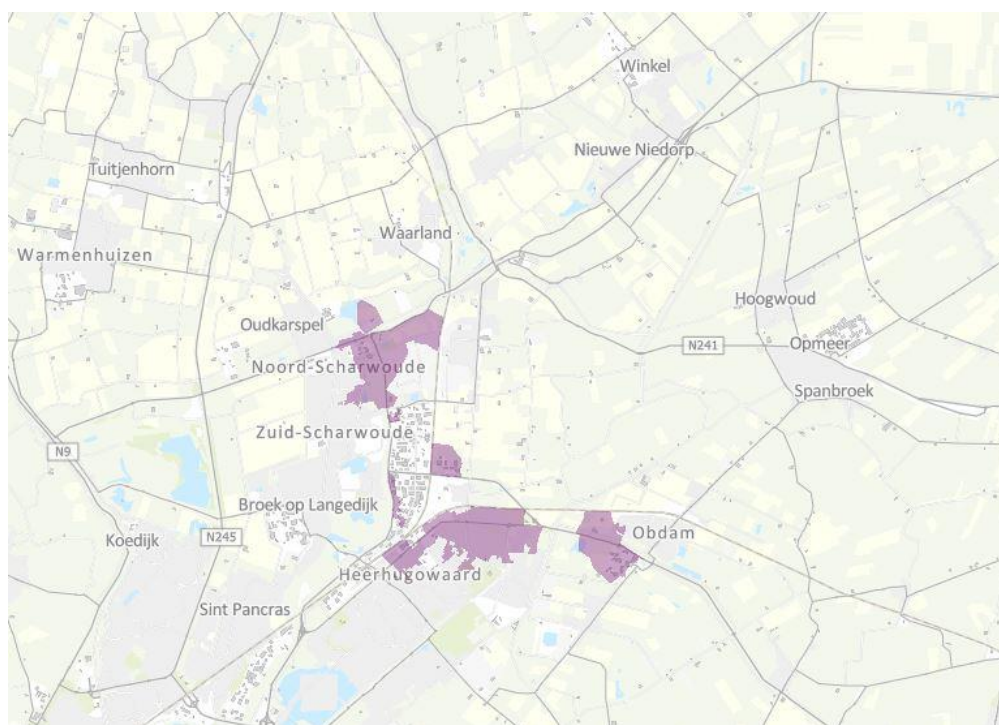 Winkel
Nieuwe Niedorp
Tuitjenhorn
Waarland
Warmenhuizen
Hoogwoud
Oudkarspel
N241
Opmeer
Noord-Scharwoude
Spanbroek
Zuid-Scharwoude
N9
Broek op Langedijk
Koedijk
N245
Obdam
Heerhugowaard
Sint Pancras